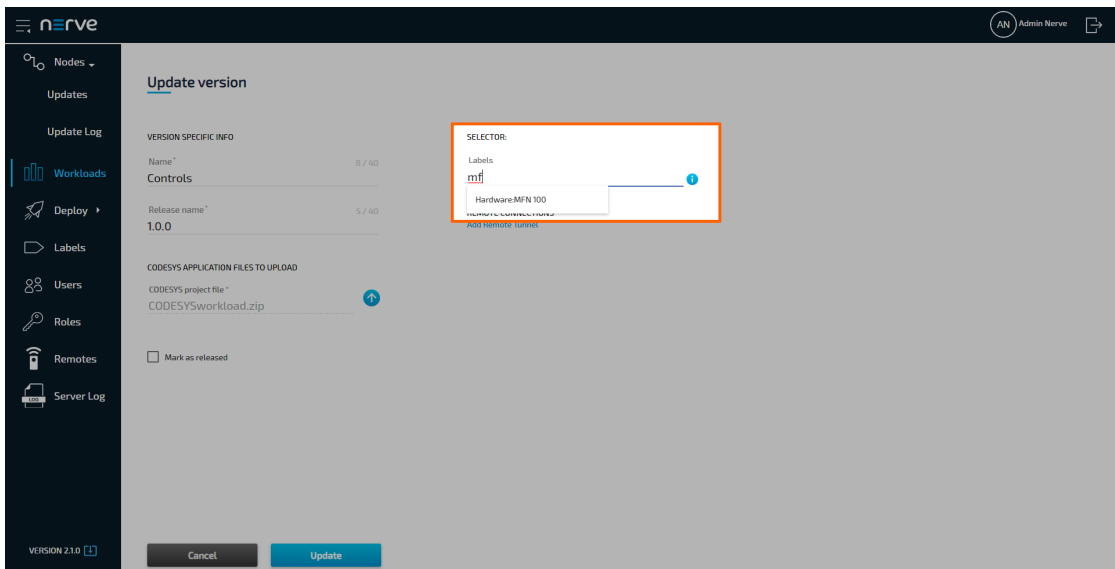 nerve
AN Admin Nerve
Nodes
Updates
Update Log
Workloads
Deploy
Labels
Users
Roles
Remotes
LOG Server Log
VERSION 2.1.0
Update version
VERSION SPECIFIC INFO
Name* 8 / 40
Controls
Release name* 5 / 40
1.0.0
CODESYS APPLICATION FILES TO UPLOAD
CODESYS project file *
CODESYSworkload.zip
Mark as released
SELECTOR:
Labels
mf
i
Hardware:MFN 100
REMOTE CONNECTIONS
Add Remote Tunnel
Cancel
Update